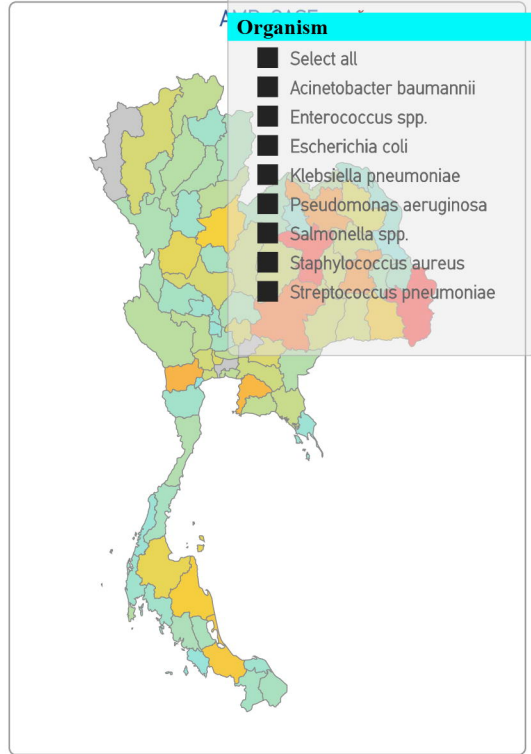 Organism
Select all
Acinetobacter baumannii
Enterococcus spp.
Escherichia coli
Klebsiella pneumoniae
Pseudomonas aeruginosa
Salmonella spp.
Staphylococcus aureus
Streptococcus pneumoniae